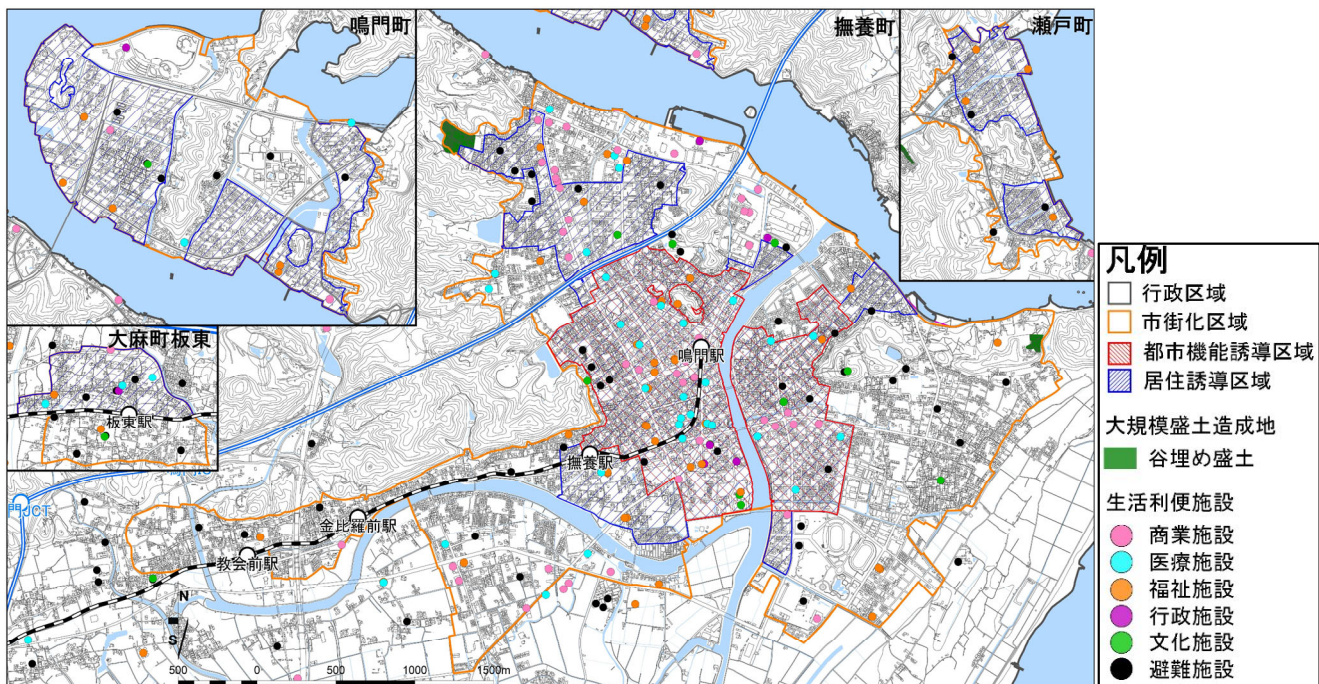 鳴門町
撫養町
瀬戸町
大麻町板東
板東駅
鳴門駅
撫養駅
金比羅前駅
教会前駅
門JCT
N
S
500
0
500
1000
1500m
凡例
行政区域
市街化区域
都市機能誘導区域
居住誘導区域
大規模盛土造成地
谷埋め盛土
生活利便施設
商業施設
医療施設
福祉施設
行政施設
文化施設
避難施設